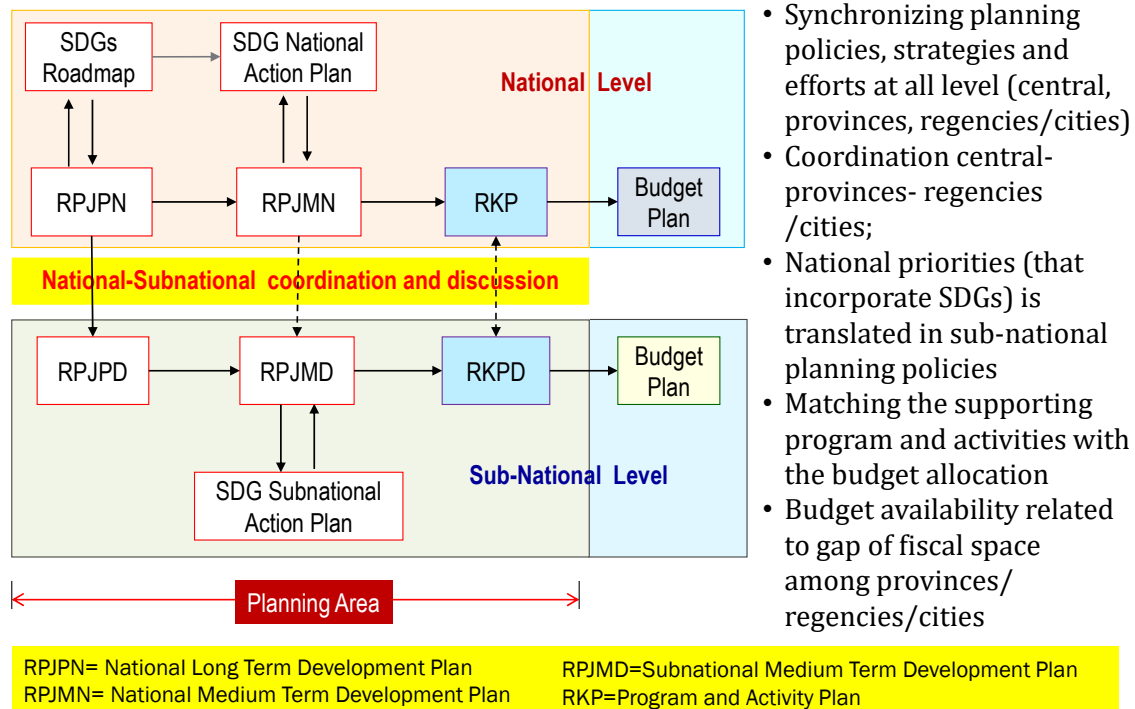 SDGs
Roadmap
SDG National
Action Plan
National Level
RPJPN
RPJMN
RKP
Budget
Plan
National-Subnational coordination and discussion
RPJPD
RPJMD
RKPD
Budget
Plan
Sub-National Level
SDG Subnational
Action Plan
Planning Area
• Synchronizing planning
policies, strategies and
efforts at all level (central,
provinces, regencies/cities)
• Coordination central-
provinces- regencies
/cities;
• National priorities (that
incorporate SDGs) is
translated in sub-national
planning policies
• Matching the supporting
program and activities with
the budget allocation
• Budget availability related
to gap of fiscal space
among provinces/
regencies/cities
RPJPN= National Long Term Development Plan
RPJMN= National Medium Term Development Plan
RPJMD=Subnational Medium Term Development Plan
RKP=Program and Activity Plan